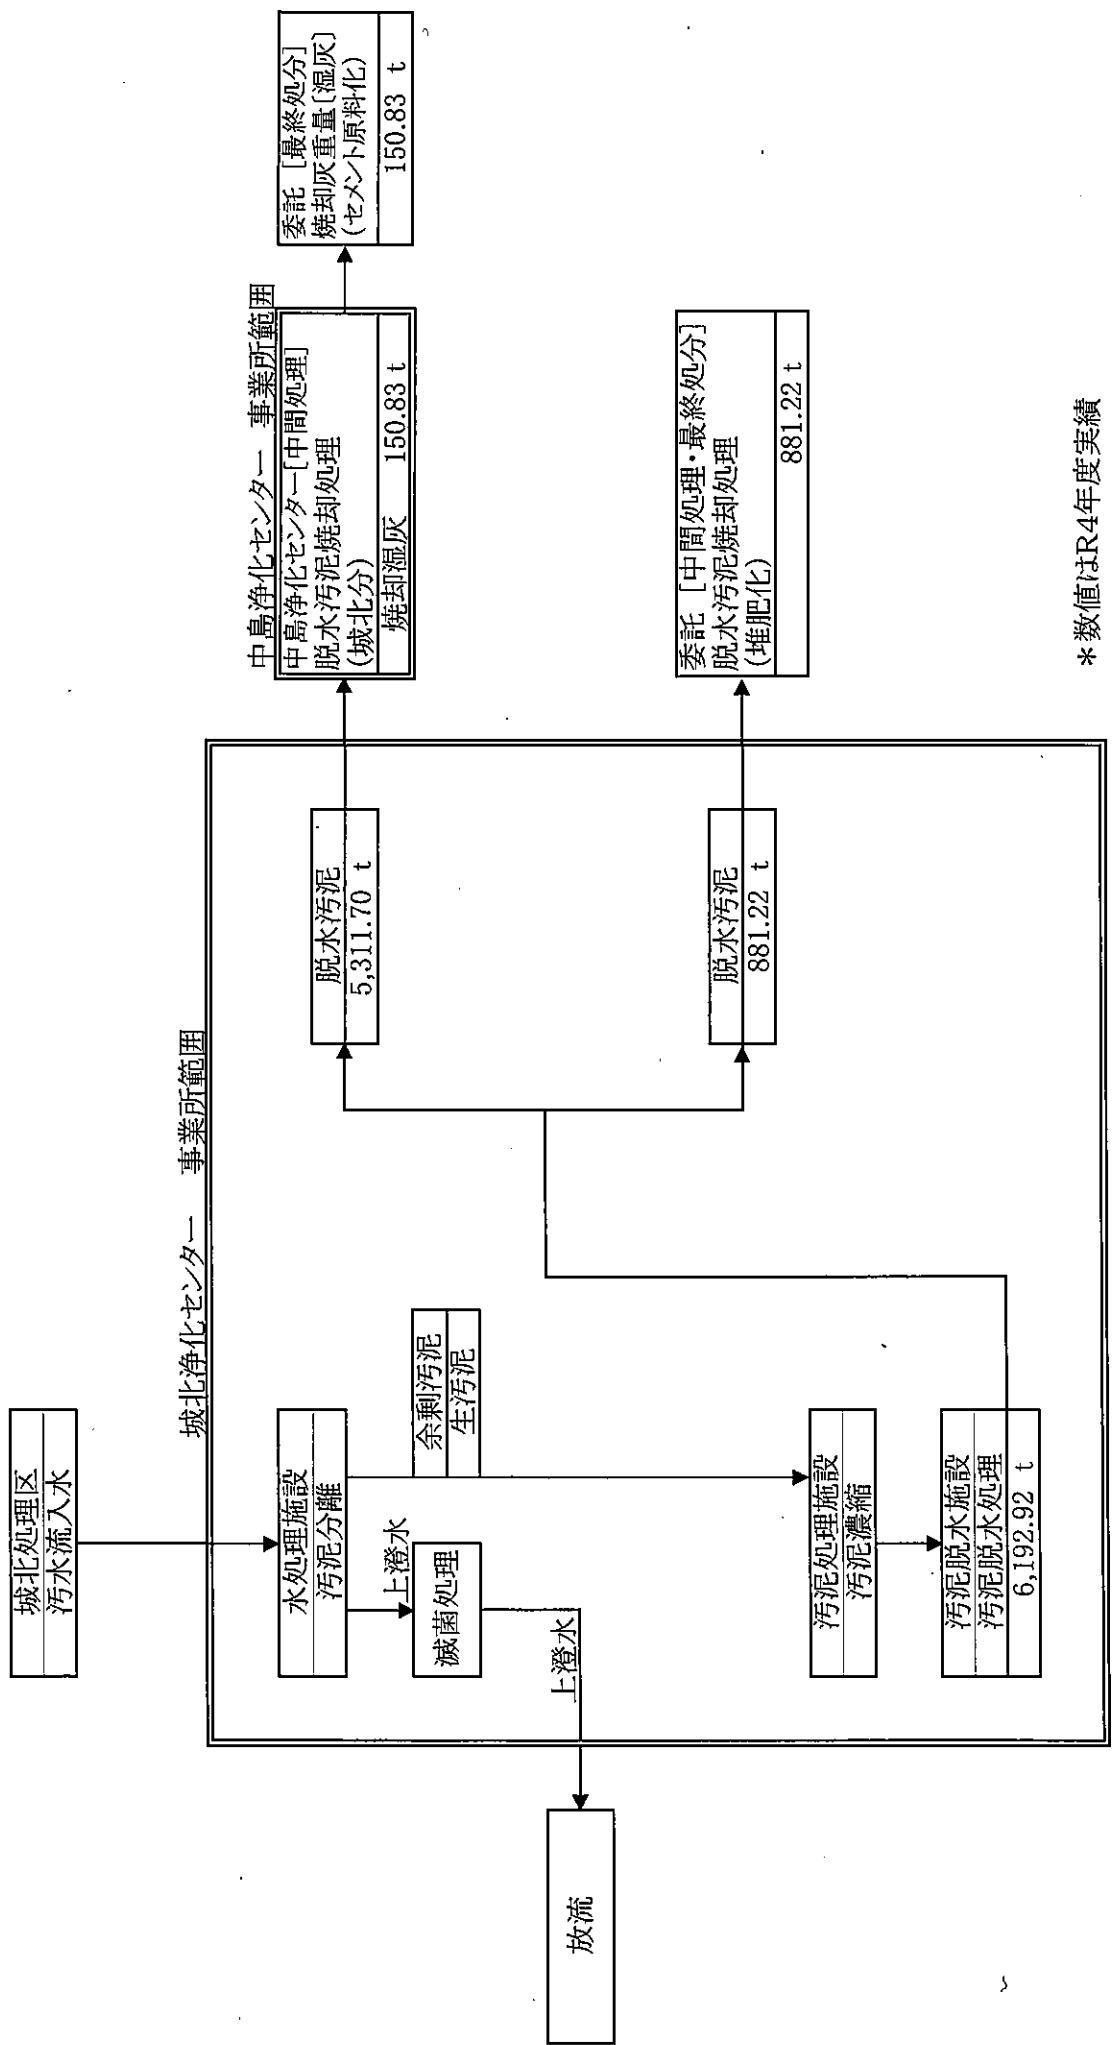 城北処理区
汚水流入水
城北浄化センター　事業所範囲
水処理施設
汚泥分離
上澄水
滅菌処理
上澄水
放流
余剰汚泥
生汚泥
汚泥処理施設
汚泥濃縮
汚泥脱水施設
汚泥脱水処理
6,192.92 t
脱水汚泥
5,311.70 t
脱水汚泥
881.22 t
中島浄化センター　事業所範囲
中島浄化センター[中間処理]
脱水汚泥焼却処理
(城北分)
焼却湿灰　150.83 t
委託 [最終処分]
焼却灰重量[湿灰]
(セメント原料化)
150.83 t
委託 [中間処理・最終処分]
脱水汚泥焼却処理
(堆肥化)
881.22 t
＊数値はR4年度実績